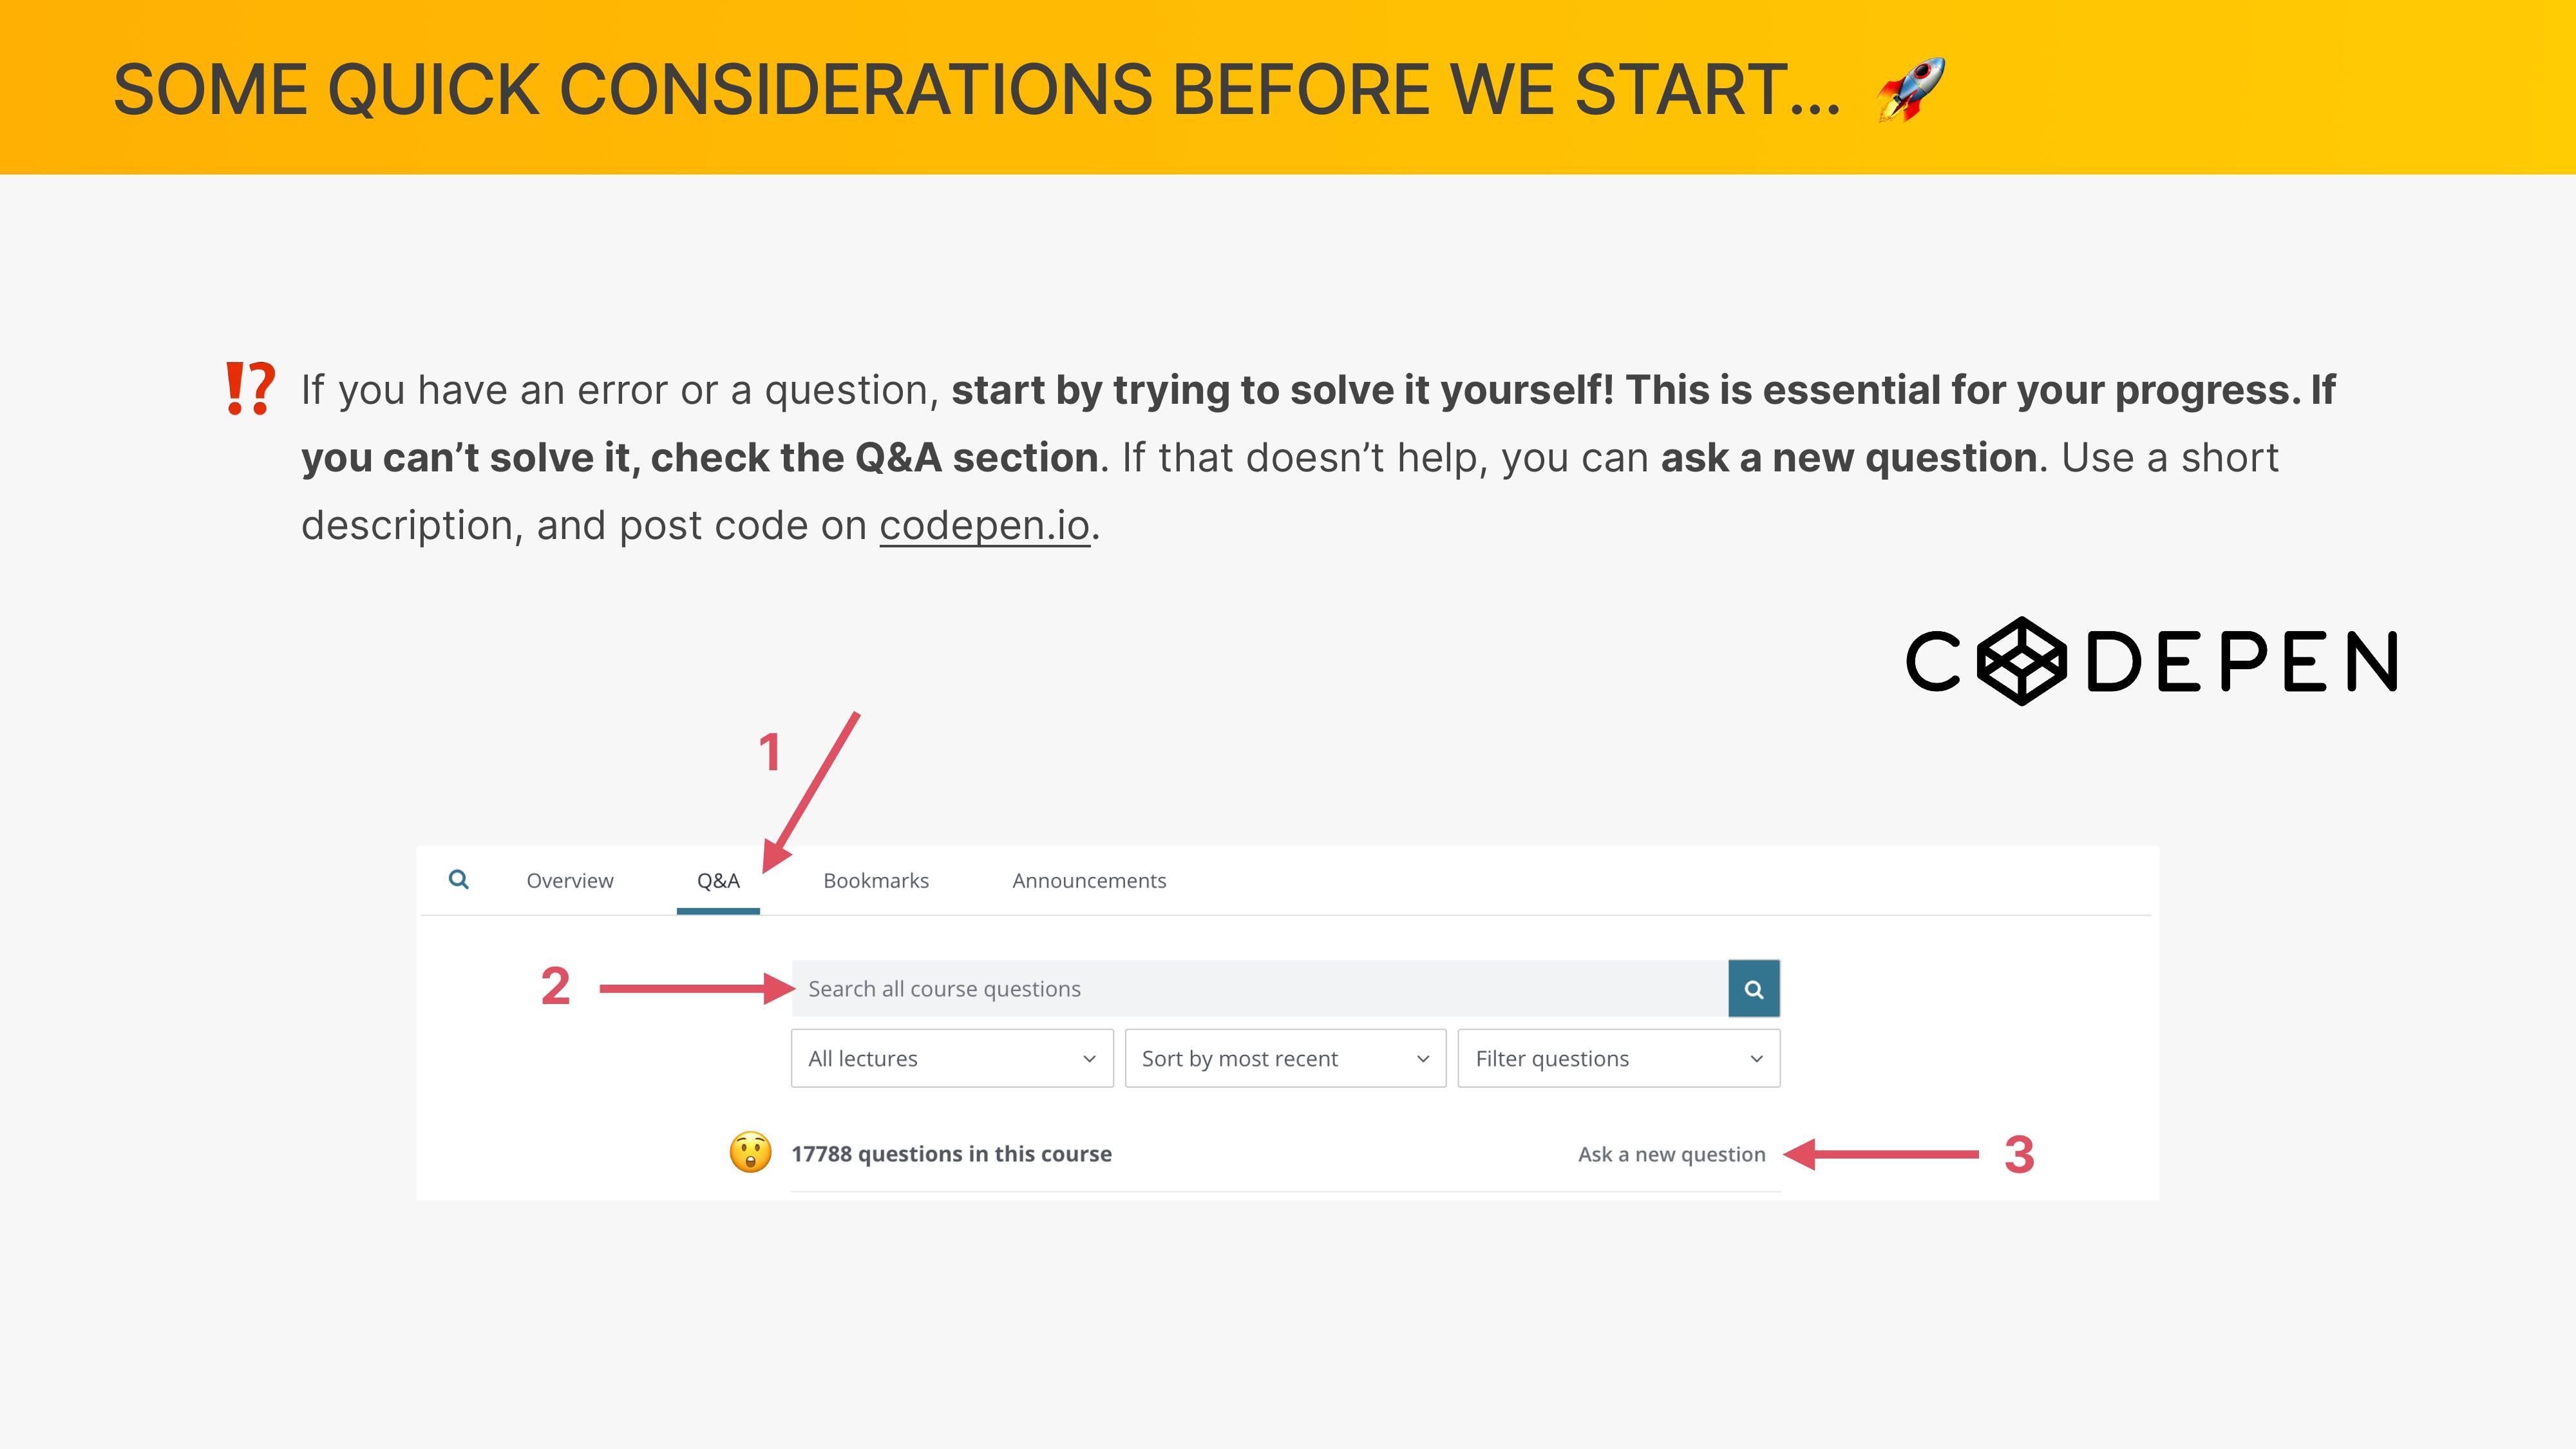 SOME QUICK CONSIDERATIONS BEFORE WE START… 🚀
⁉️ If you have an error or a question, start by trying to solve it yourself! This is essential for your progress. If
you can’t solve it, check the Q&A section. If that doesn’t help, you can ask a new question. Use a short
description, and post code on codepen.io.
CODEPEN
1
Overview Q&A Bookmarks Announcements
2 Search all course questions
All lectures Sort by most recent Filter questions
😲 17788 questions in this course Ask a new question 3